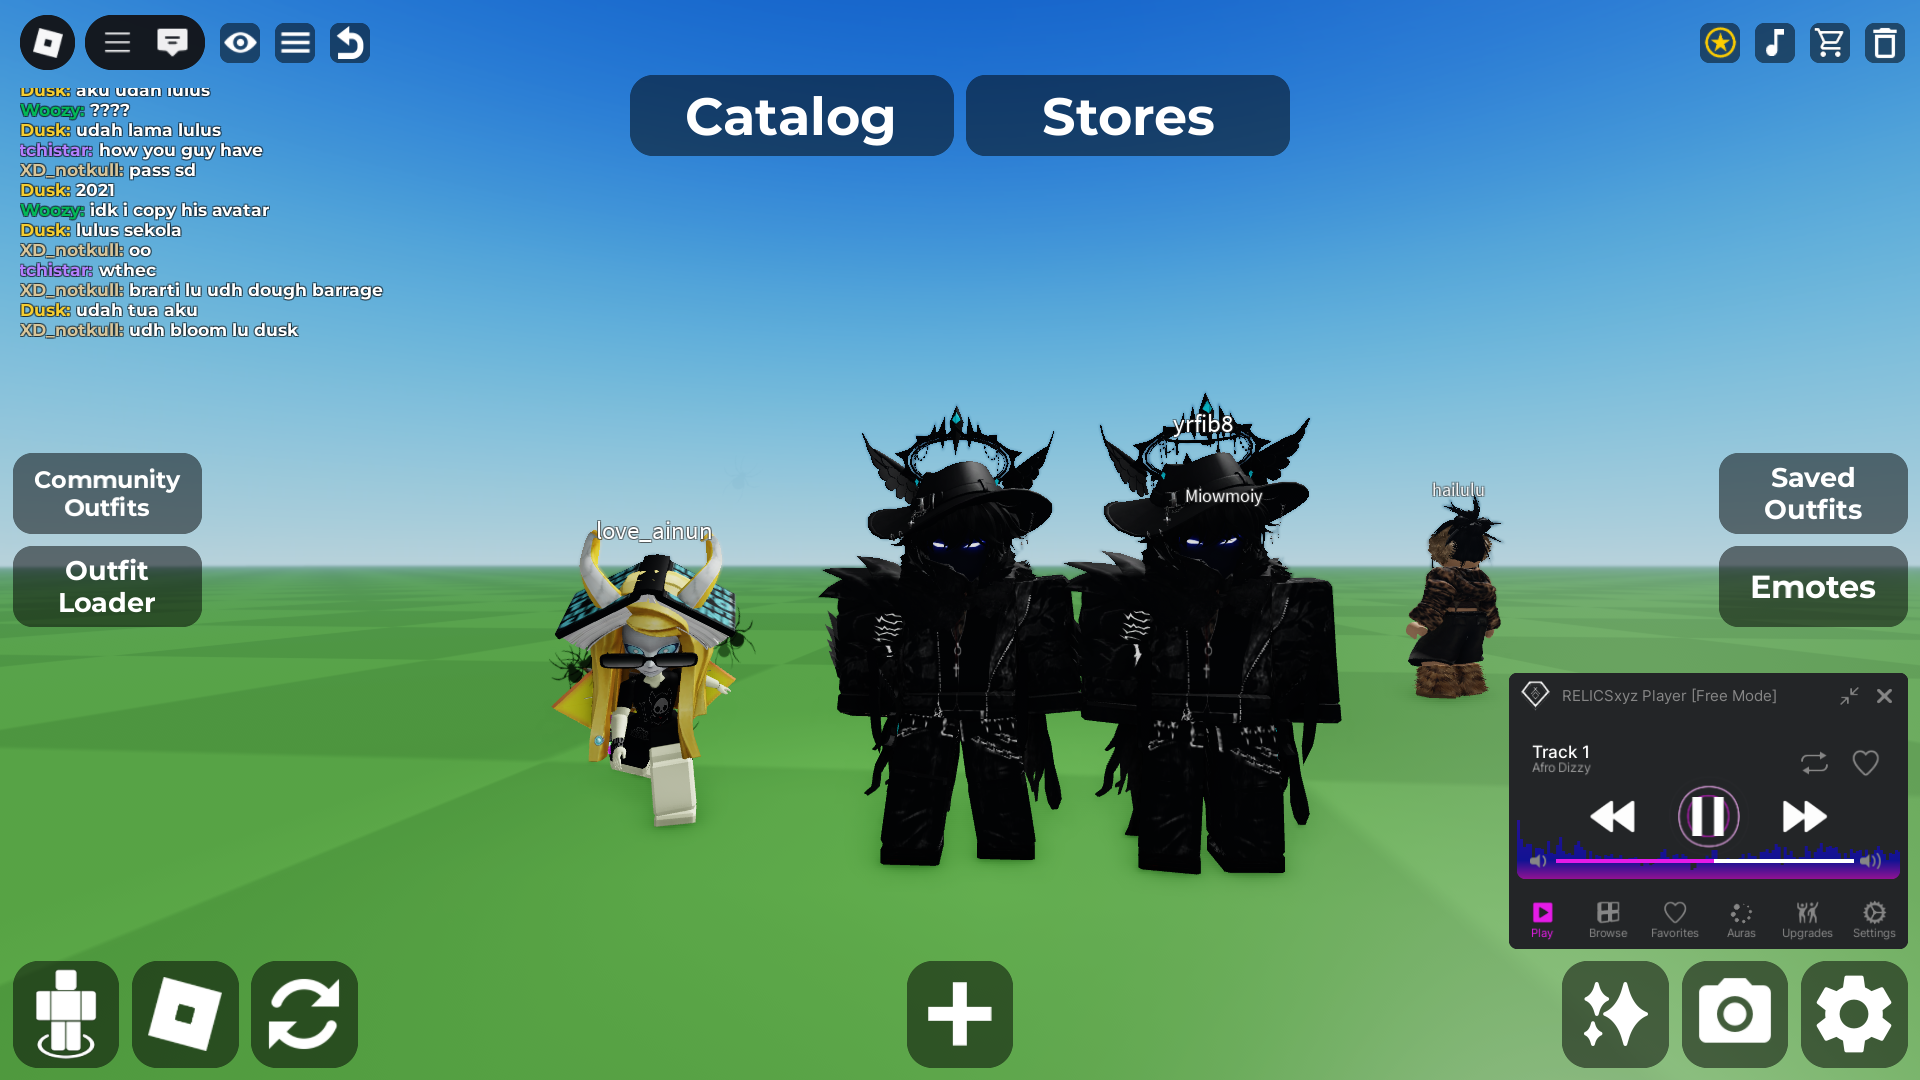 Dusk: aku udah lulus
Woozy: ????
Dusk: udah lama lulus
tchistar: how you guy have
XD_notkull: pass sd
Dusk: 2021
Woozy: idk i copy his avatar
Dusk: lulus sekola
XD_notkull: oo
tchistar: wthec
XD_notkull: brarti lu udh dough barrage
Dusk: udah tua aku
XD_notkull: udh bloom lu dusk
Catalog
Stores
yrfib8
Miowmoiy
hailulu
love_ainun
Community
Outfits
Outfit
Loader
Saved
Outfits
Emotes
RELICSxyz Player [Free Mode]
Track 1
Afro Dizzy
Play
Browse
Favorites
Auras
Upgrades
Settings